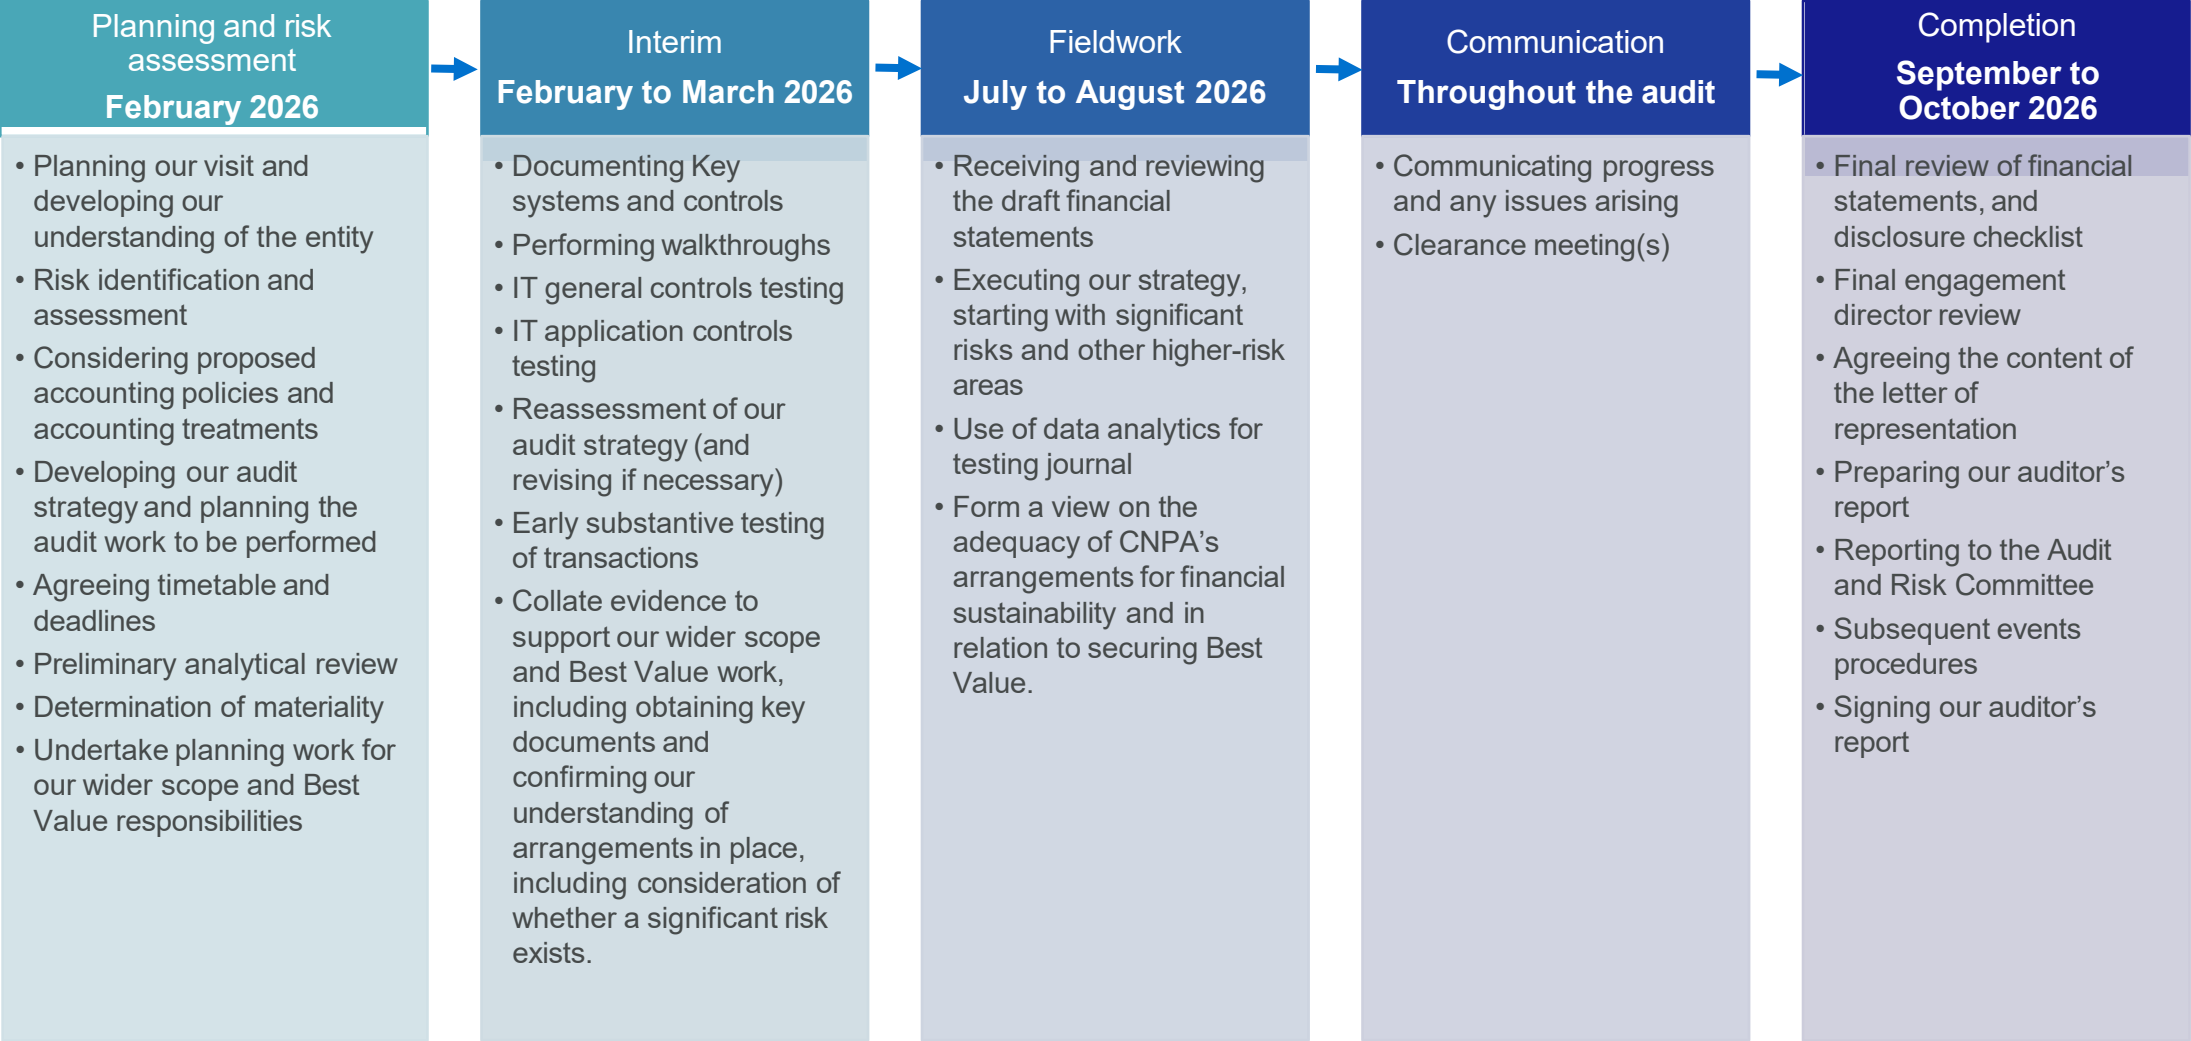 Planning and risk
assessment
February 2026
• Planning our visit and
developing our
understanding of the entity
• Risk identification and
assessment
• Considering proposed
accounting policies and
accounting treatments
• Developing our audit
strategy and planning the
audit work to be performed
• Agreeing timetable and
deadlines
• Preliminary analytical review
• Determination of materiality
• Undertake planning work for
our wider scope and Best
Value responsibilities
Interim
February to March 2026
• Documenting Key
systems and controls
• Performing walkthroughs
• IT general controls testing
• IT application controls
testing
• Reassessment of our
audit strategy (and
revising if necessary)
• Early substantive testing
of transactions
• Collate evidence to
support our wider scope
and Best Value work,
including obtaining key
documents and
confirming our
understanding of
arrangements in place,
including consideration of
whether a significant risk
exists.
Fieldwork
July to August 2026
• Receiving and reviewing
the draft financial
statements
• Executing our strategy,
starting with significant
risks and other higher-risk
areas
• Use of data analytics for
testing journal
• Form a view on the
adequacy of CNPA’s
arrangements for financial
sustainability and in
relation to securing Best
Value.
Communication
Throughout the audit
• Communicating progress
and any issues arising
• Clearance meeting(s)
Completion
September to
October 2026
• Final review of financial
statements, and
disclosure checklist
• Final engagement
director review
• Agreeing the content of
the letter of
representation
• Preparing our auditor’s
report
• Reporting to the Audit
and Risk Committee
• Subsequent events
procedures
• Signing our auditor’s
report